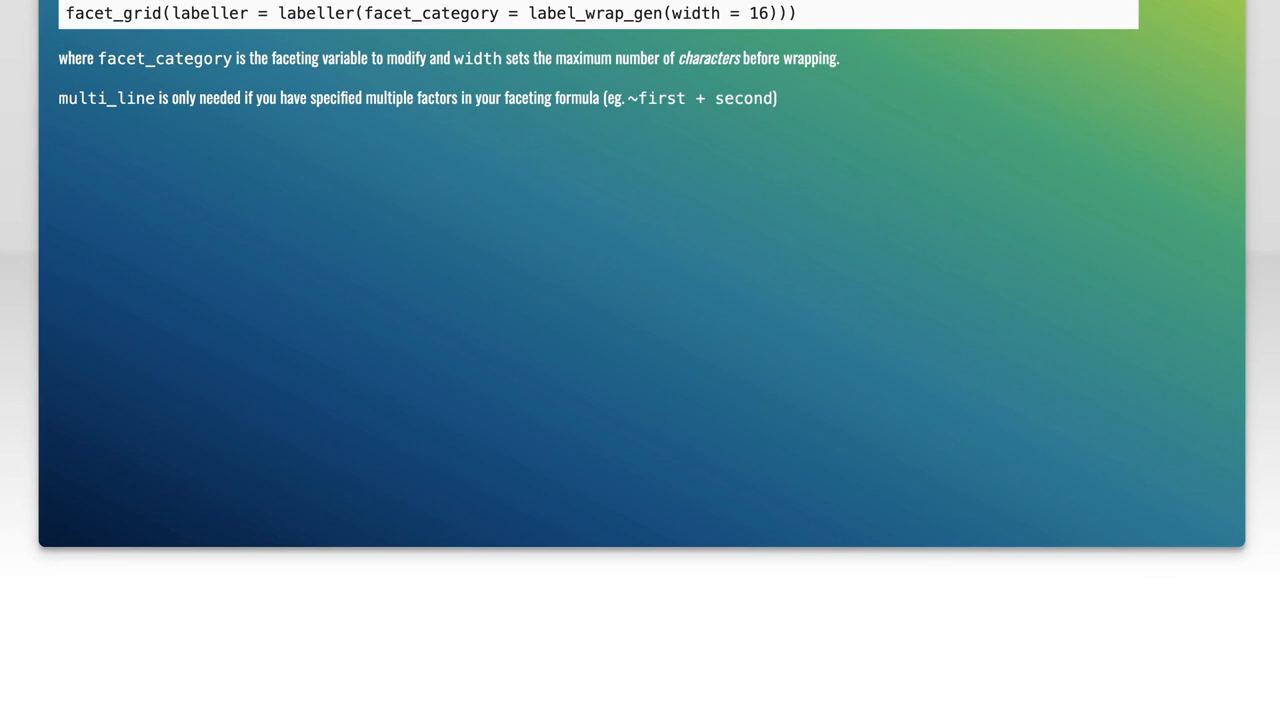 facet_grid(labeller = labeller(facet_category = label_wrap_gen(width = 16)))
where facet_category is the faceting variable to modify and width sets the maximum number of characters before wrapping.
multi_line is only needed if you have specified multiple factors in your faceting formula (eg. ~first + second)